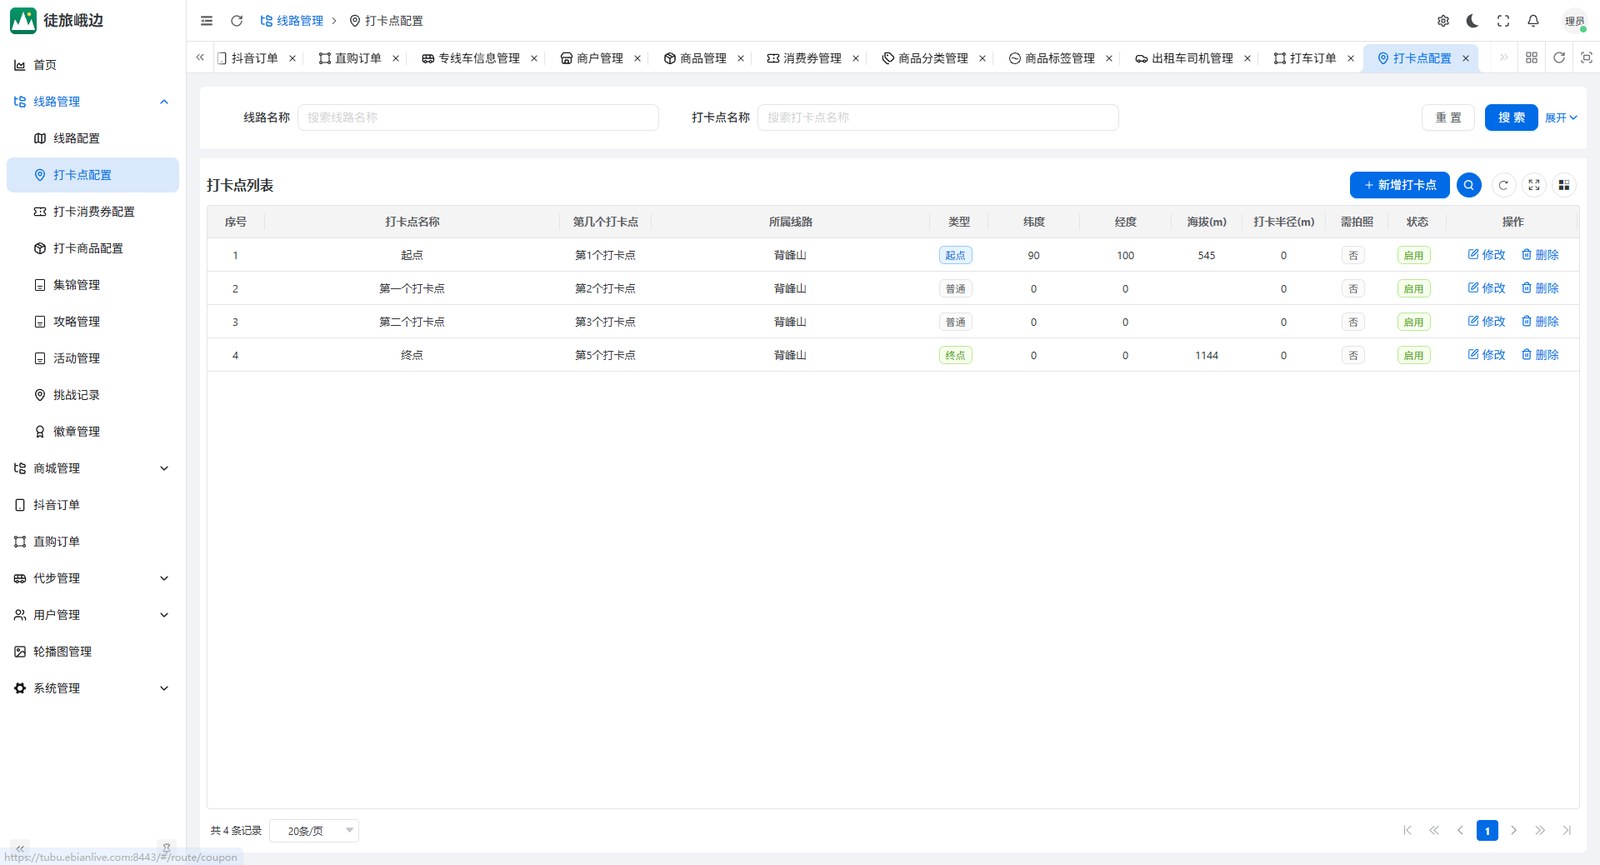 徒旅峨边
线路管理
打卡点配置
理员
首页
线路管理
线路配置
打卡点配置
打卡消费券配置
打卡商品配置
集锦管理
攻略管理
活动管理
挑战记录
徽章管理
商城管理
抖音订单
直购订单
代步管理
用户管理
轮播图管理
系统管理
抖音订单
直购订单
专线车信息管理
商户管理
商品管理
消费券管理
商品分类管理
商品标签管理
出租车司机管理
打车订单
打卡点配置
线路名称 搜索线路名称 打卡点名称 搜索打卡点名称 重 置 搜 索 展开
打卡点列表 新增打卡点
序号 打卡点名称 第几个打卡点 所属线路 类型 纬度 经度 海拔(m) 打卡半径(m) 需拍照 状态 操作
1 起点 第1个打卡点 背峰山 起点 90 100 545 0 否 启用 修改 删除
2 第一个打卡点 第2个打卡点 背峰山 普通 0 0 0 否 启用 修改 删除
3 第二个打卡点 第3个打卡点 背峰山 普通 0 0 0 否 启用 修改 删除
4 终点 第5个打卡点 背峰山 终点 0 0 1144 0 否 启用 修改 删除
共 4 条记录 20条/页 1
https://tubu.ebianlive.com:8443/#/route/coupon